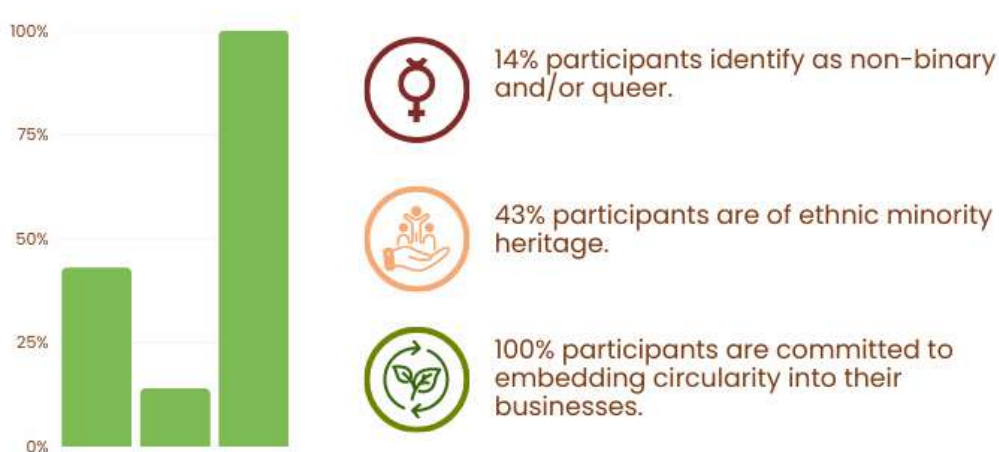 100%
75%
50%
25%
0%
14% participants identify as non-binary
and/or queer.
43% participants are of ethnic minority
heritage.
100% participants are committed to
embedding circularity into their
businesses.